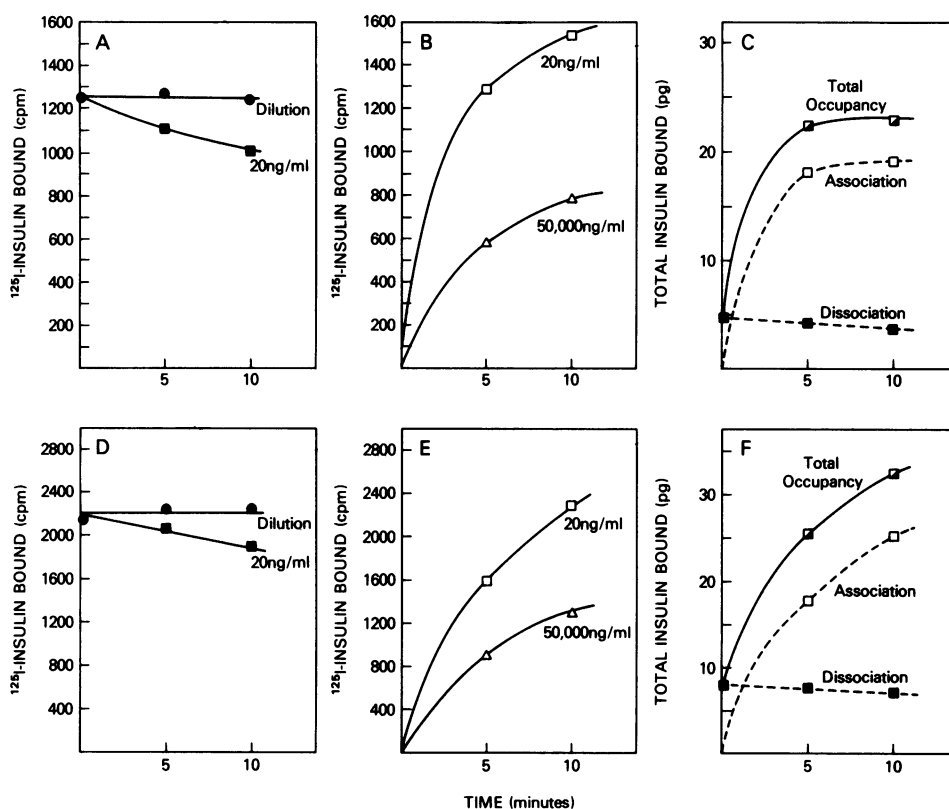 A
¹²⁵I-INSULIN BOUND (cpm)
1600
1400
1200
1000
800
600
400
200
Dilution
20ng/ml
5
10
B
¹²⁵I-INSULIN BOUND (cpm)
1600
1400
1200
1000
800
600
400
200
20ng/ml
50,000ng/ml
5
10
C
TOTAL INSULIN BOUND (pg)
30
20
10
Total
Occupancy
Association
Dissociation
5
10
D
¹²⁵I-INSULIN BOUND (cpm)
2800
2400
2000
1600
1200
800
400
Dilution
20ng/ml
5
10
E
¹²⁵I-INSULIN BOUND (cpm)
2800
2400
2000
1600
1200
800
400
20ng/ml
50,000ng/ml
5
10
F
TOTAL INSULIN BOUND (pg)
30
20
10
Total
Occupancy
Association
Dissociation
5
10
TIME (minutes)